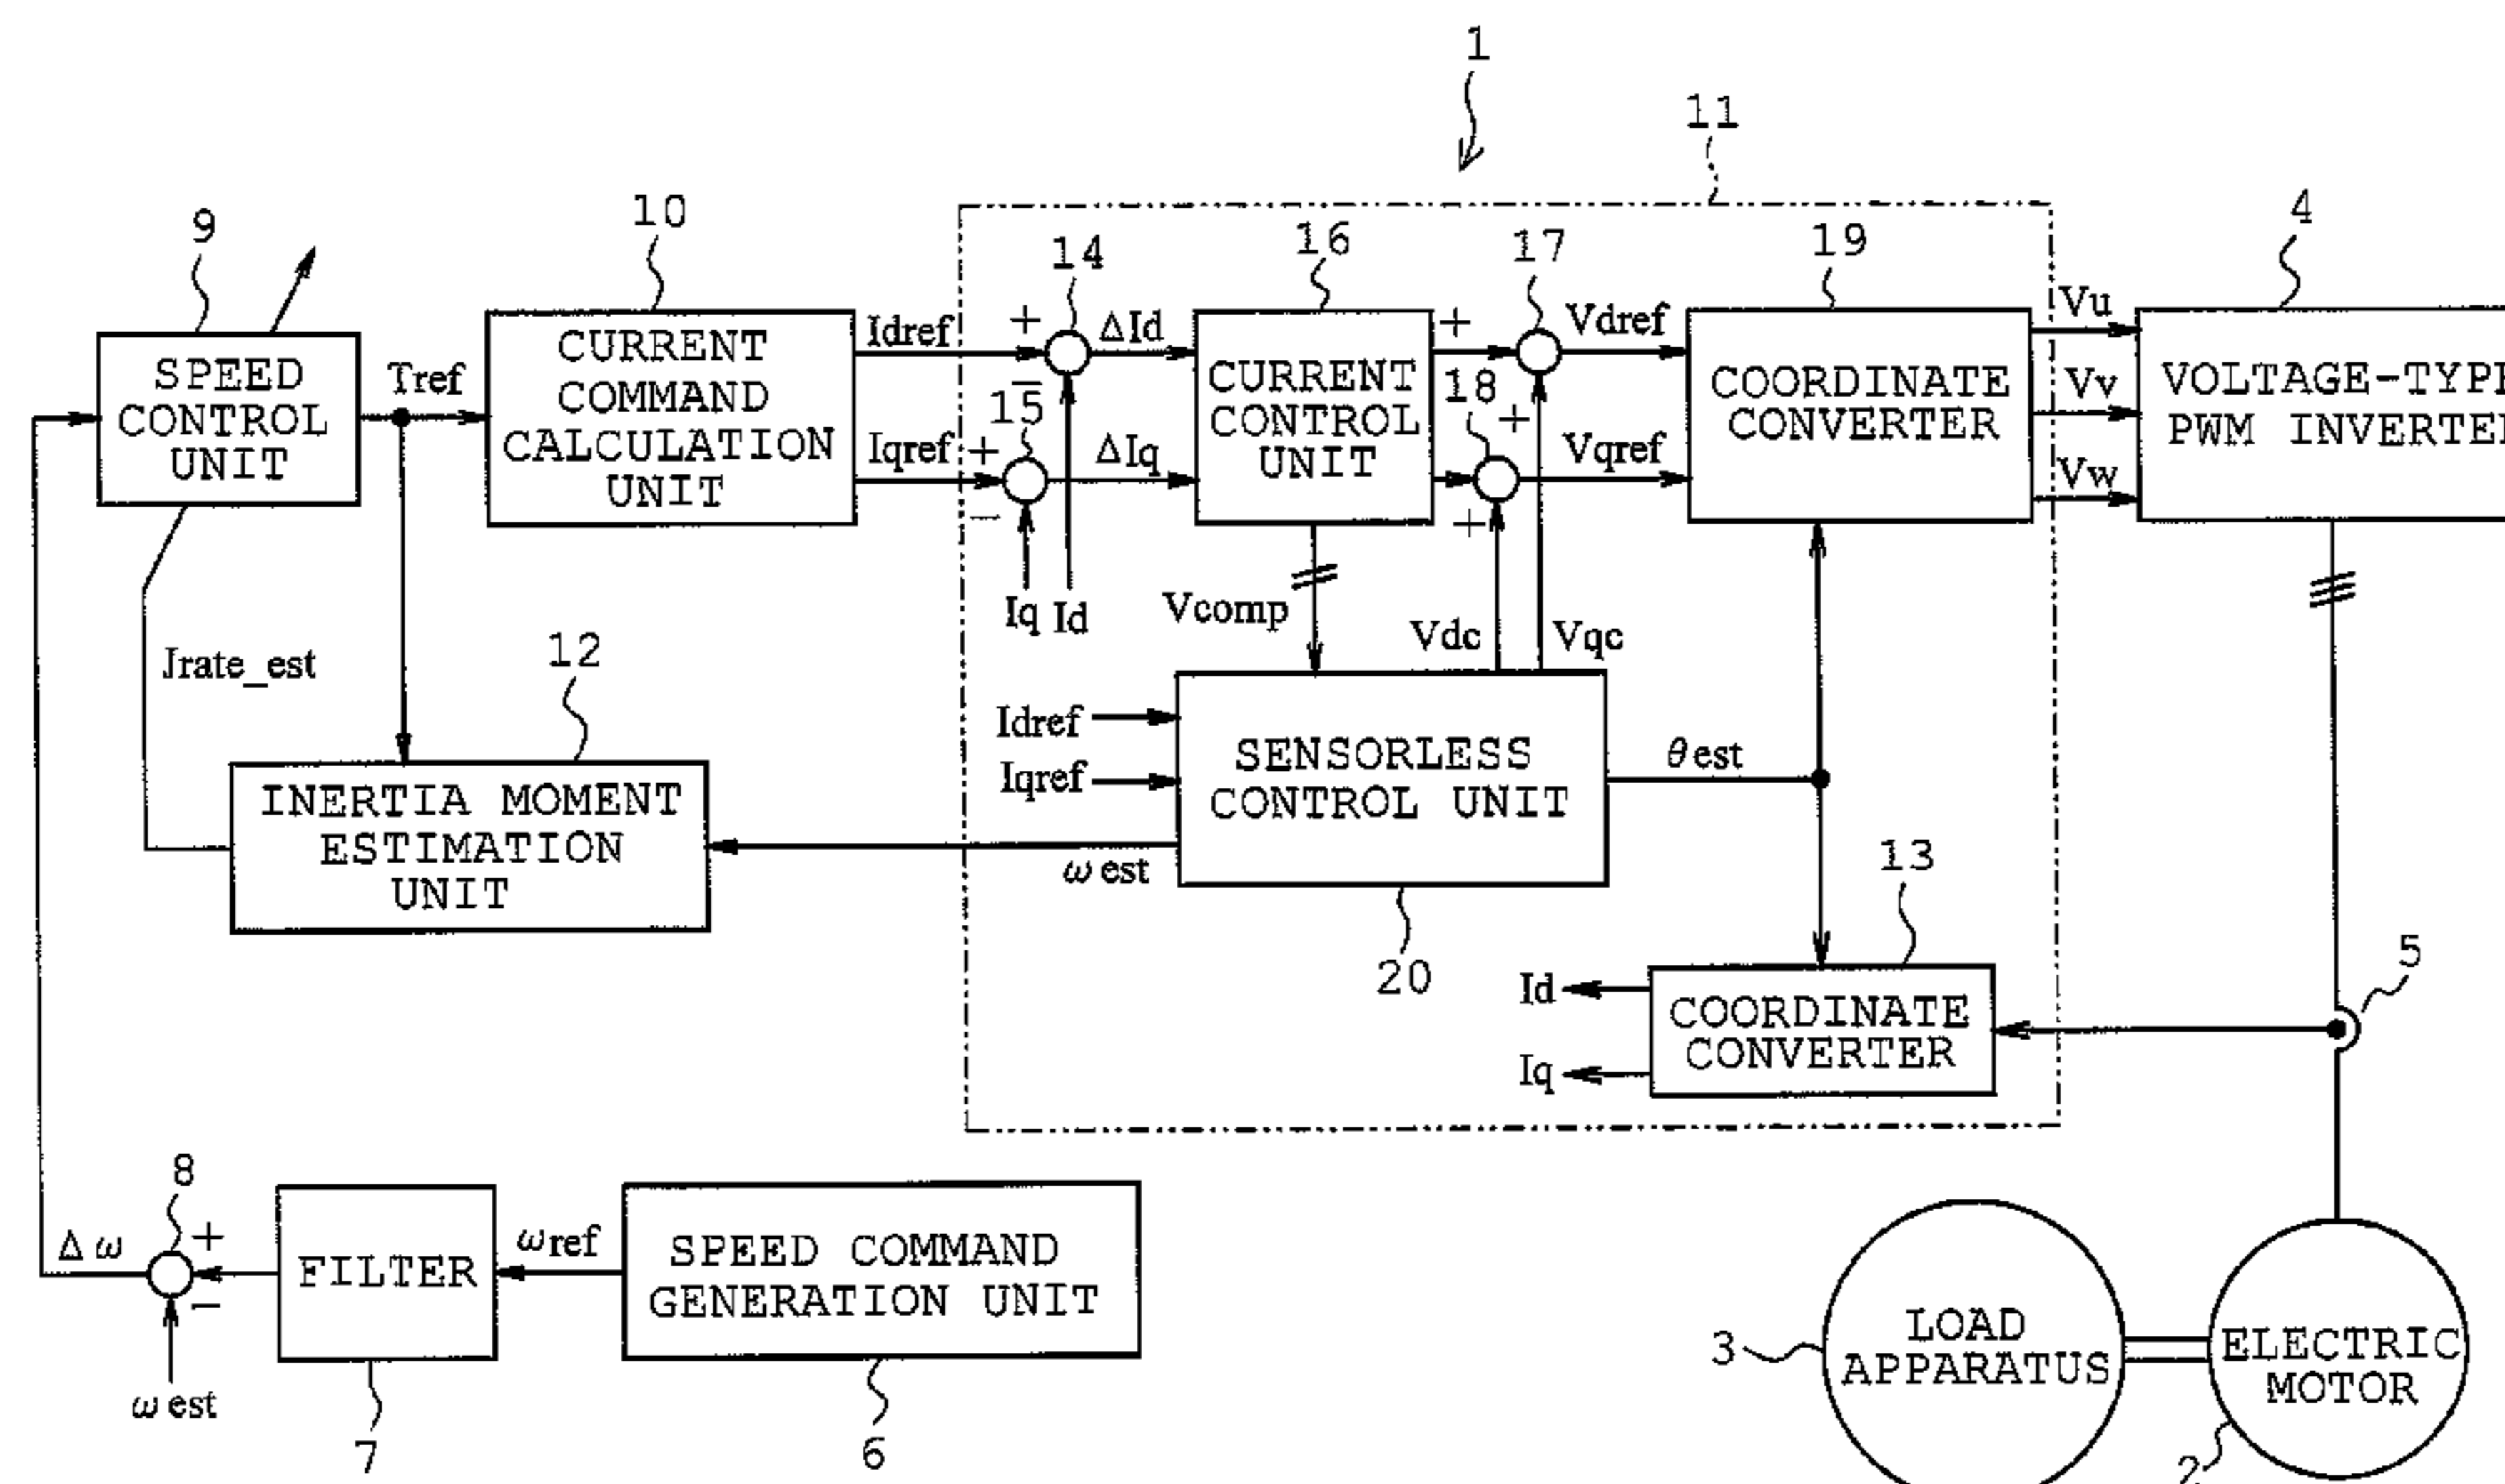 1
11
9
10
14
16
17
19
4
SPEED
CONTROL
UNIT
Tref
CURRENT
COMMAND
CALCULATION
UNIT
Idref
+
ΔId
−
15
Iqref
+
ΔIq
−
Iq
Id
CURRENT
CONTROL
UNIT
+
18
+
+
Vdref
Vqref
COORDINATE
CONVERTER
Vu
Vv
Vw
VOLTAGE-TYPE
PWM INVERTER
Vcomp
Vdc
Vqc
Jrate_est
12
INERTIA MOMENT
ESTIMATION
UNIT
Idref
Iqref
ωest
SENSORLESS
CONTROL UNIT
θest
20
13
Id
Iq
COORDINATE
CONVERTER
5
8
Δω
+
−
ωest
FILTER
7
ωref
SPEED COMMAND
GENERATION UNIT
6
3
LOAD
APPARATUS
ELECTRIC
MOTOR
2